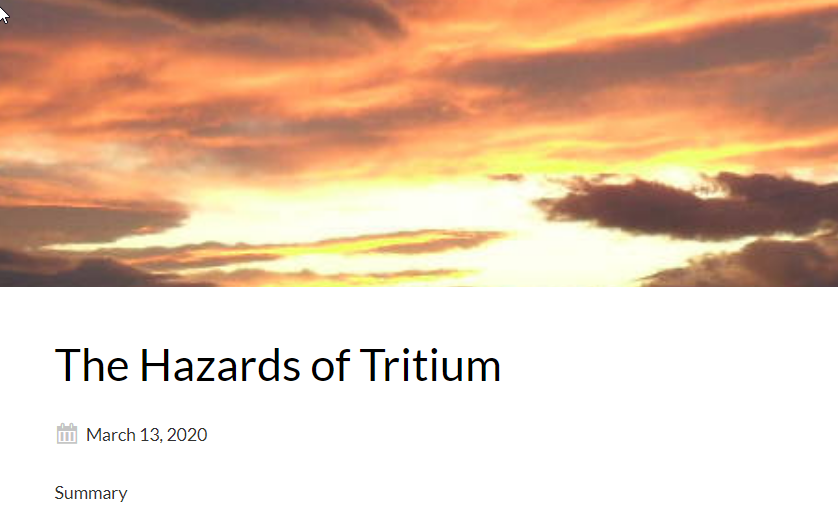 The Hazards of Tritium
March 13, 2020
Summary